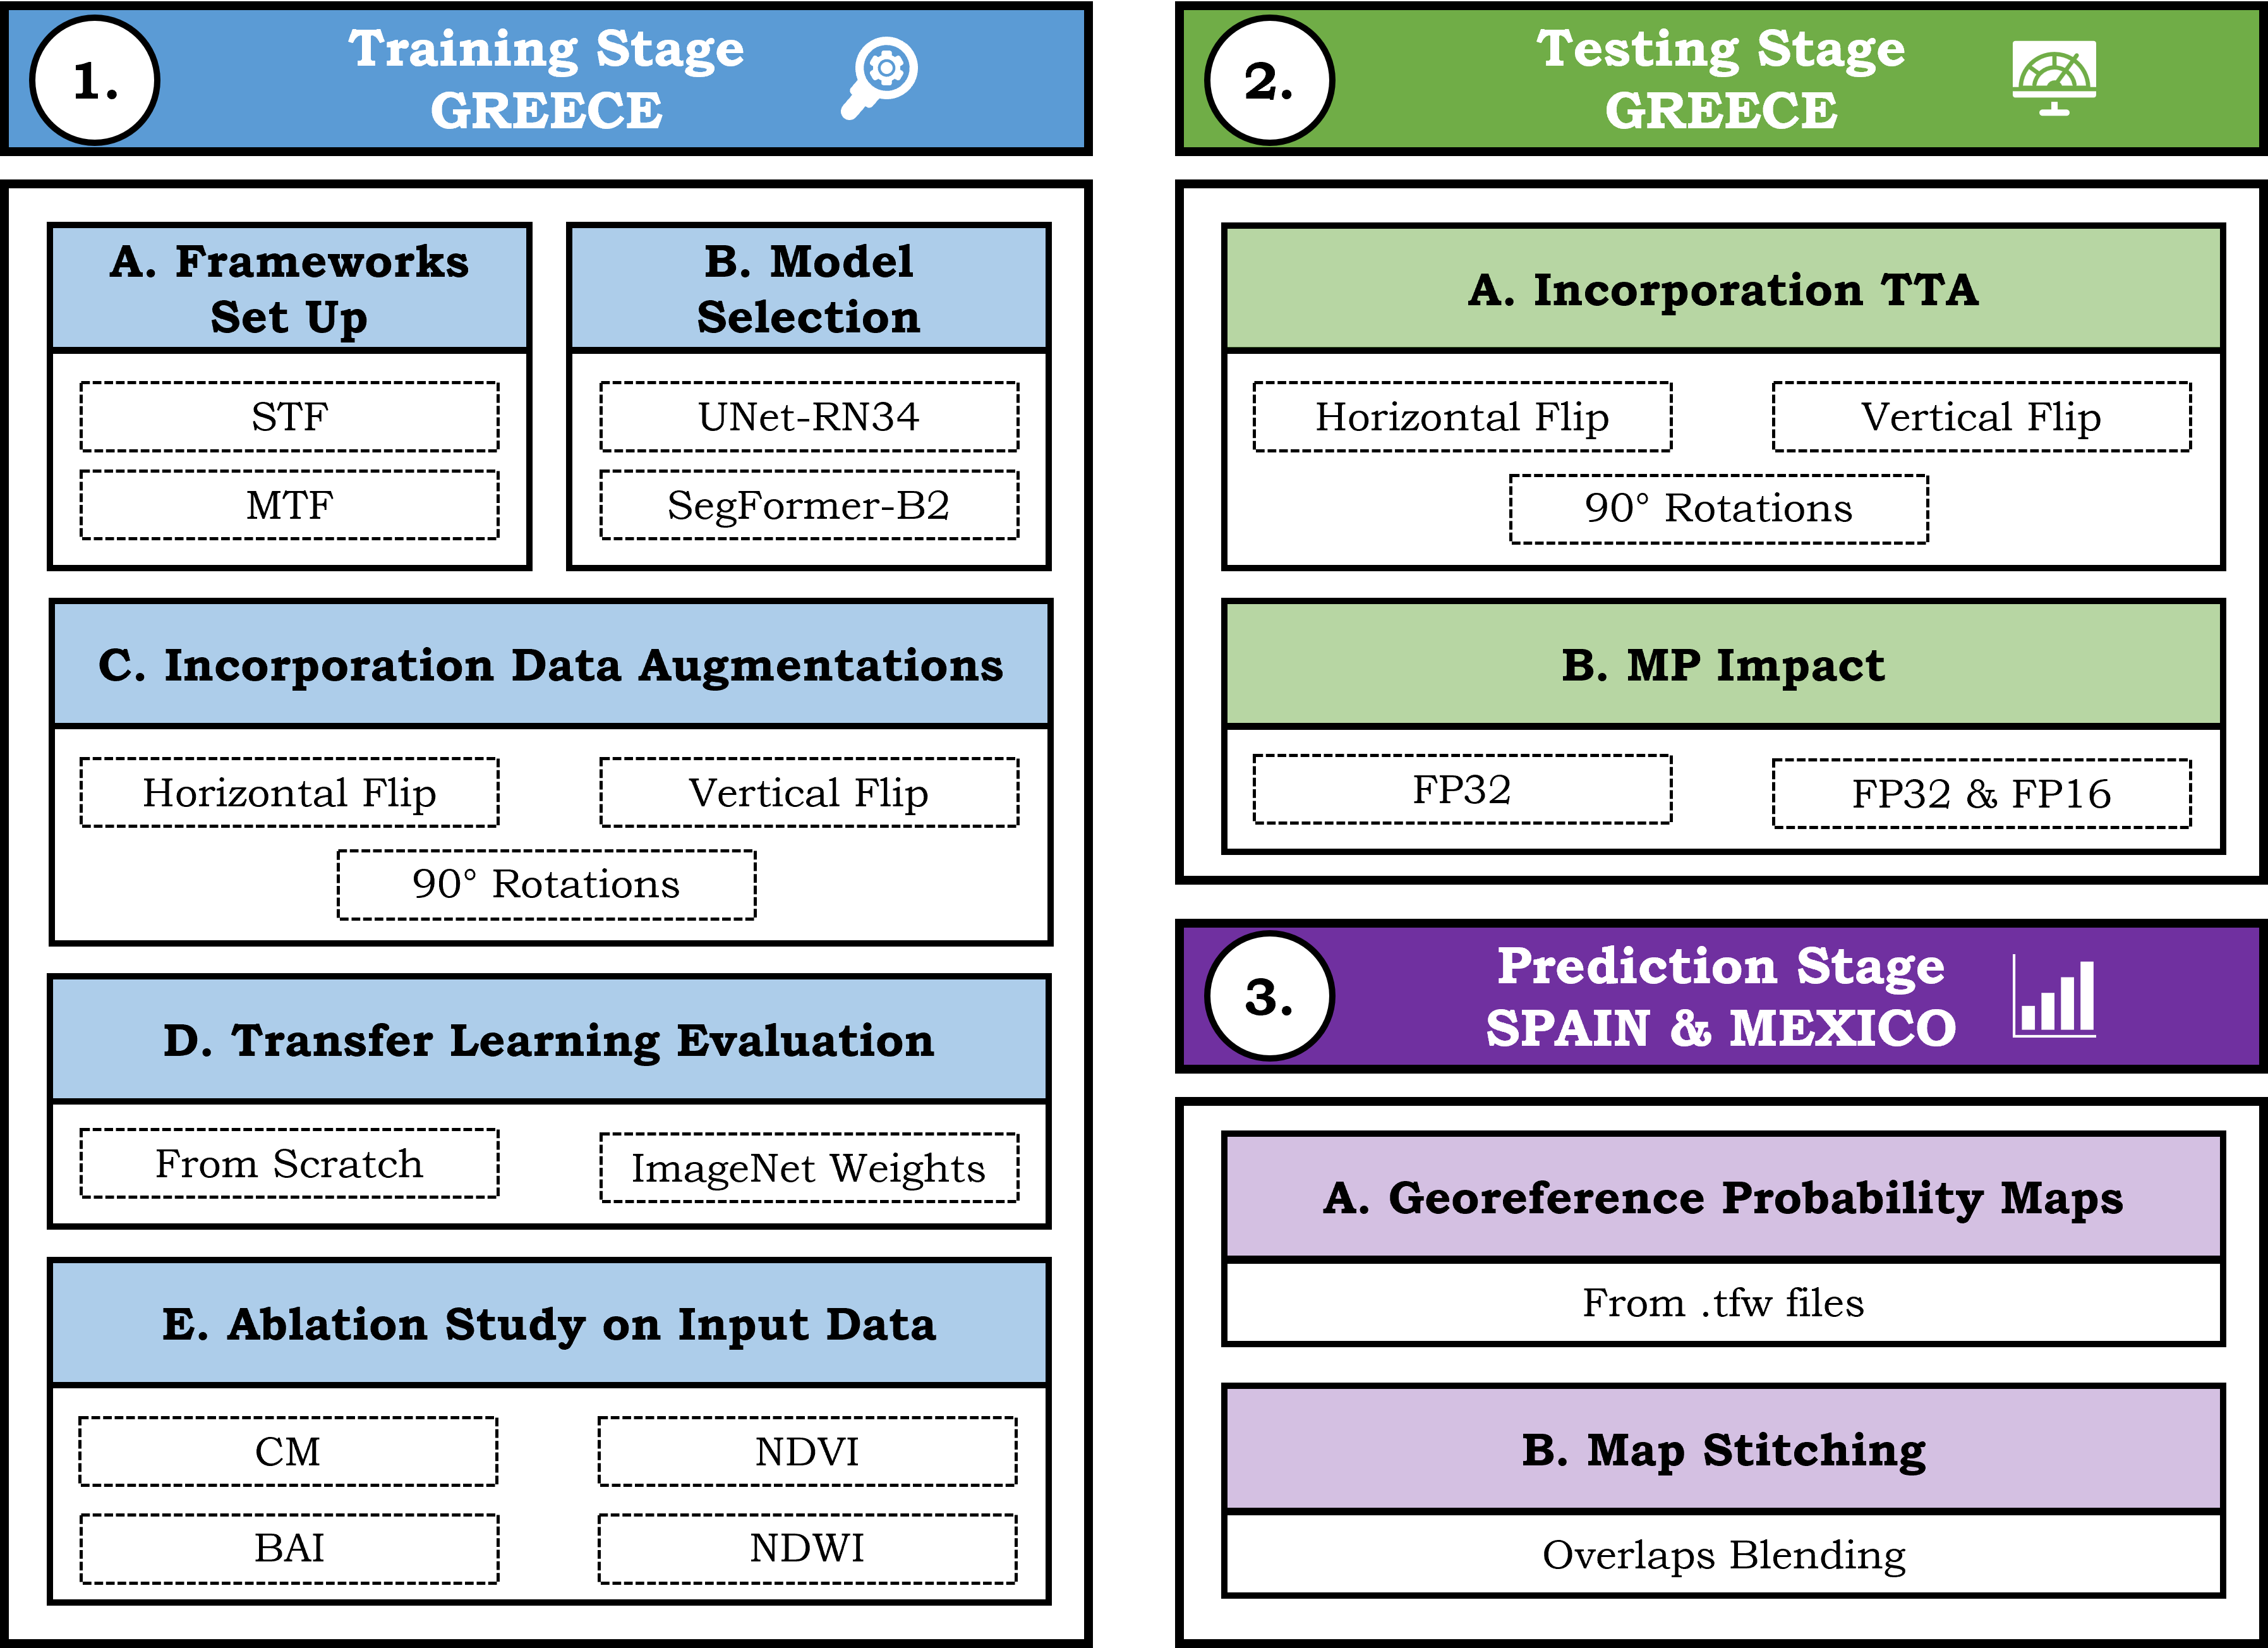 1.
Training Stage
GREECE
A. Frameworks
Set Up
STF
MTF
B. Model
Selection
UNet-RN34
SegFormer-B2
C. Incorporation Data Augmentations
Horizontal Flip
Vertical Flip
90° Rotations
D. Transfer Learning Evaluation
From Scratch
ImageNet Weights
E. Ablation Study on Input Data
CM
NDVI
BAI
NDWI
2.
Testing Stage
GREECE
A. Incorporation TTA
Horizontal Flip
Vertical Flip
90° Rotations
B. MP Impact
FP32
FP32 & FP16
3.
Prediction Stage
SPAIN & MEXICO
A. Georeference Probability Maps
From .tfw files
B. Map Stitching
Overlaps Blending